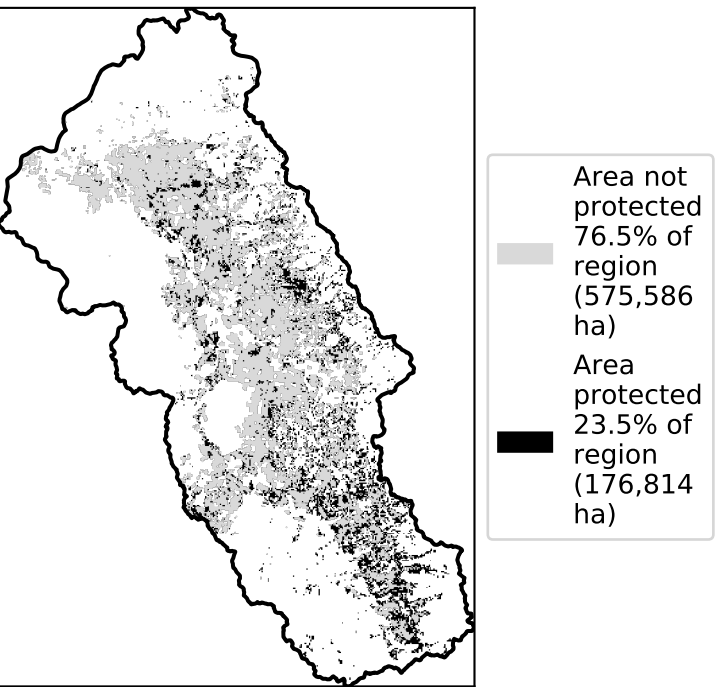 Area not
protected
76.5% of
region
(575,586
ha)
Area
protected
23.5% of
region
(176,814
ha)